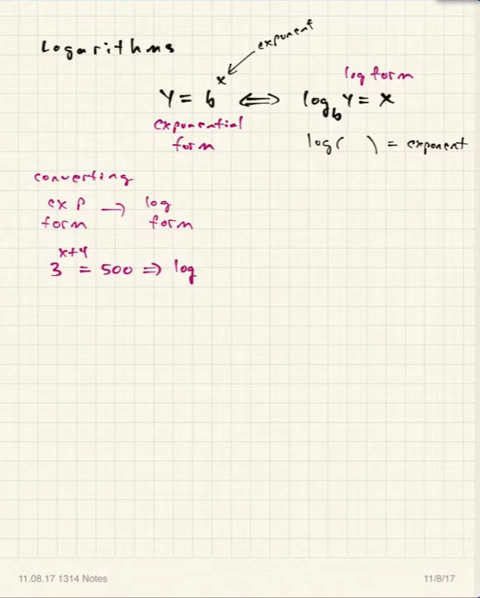 Logarithms
exponent
log form
y = b^x ⟺ log_b y = x
exponential form
log( ) = exponent
converting
exp form → log form
3^(x+4) = 500 ⇒ log
11.08.17 1314 Notes
11/8/17